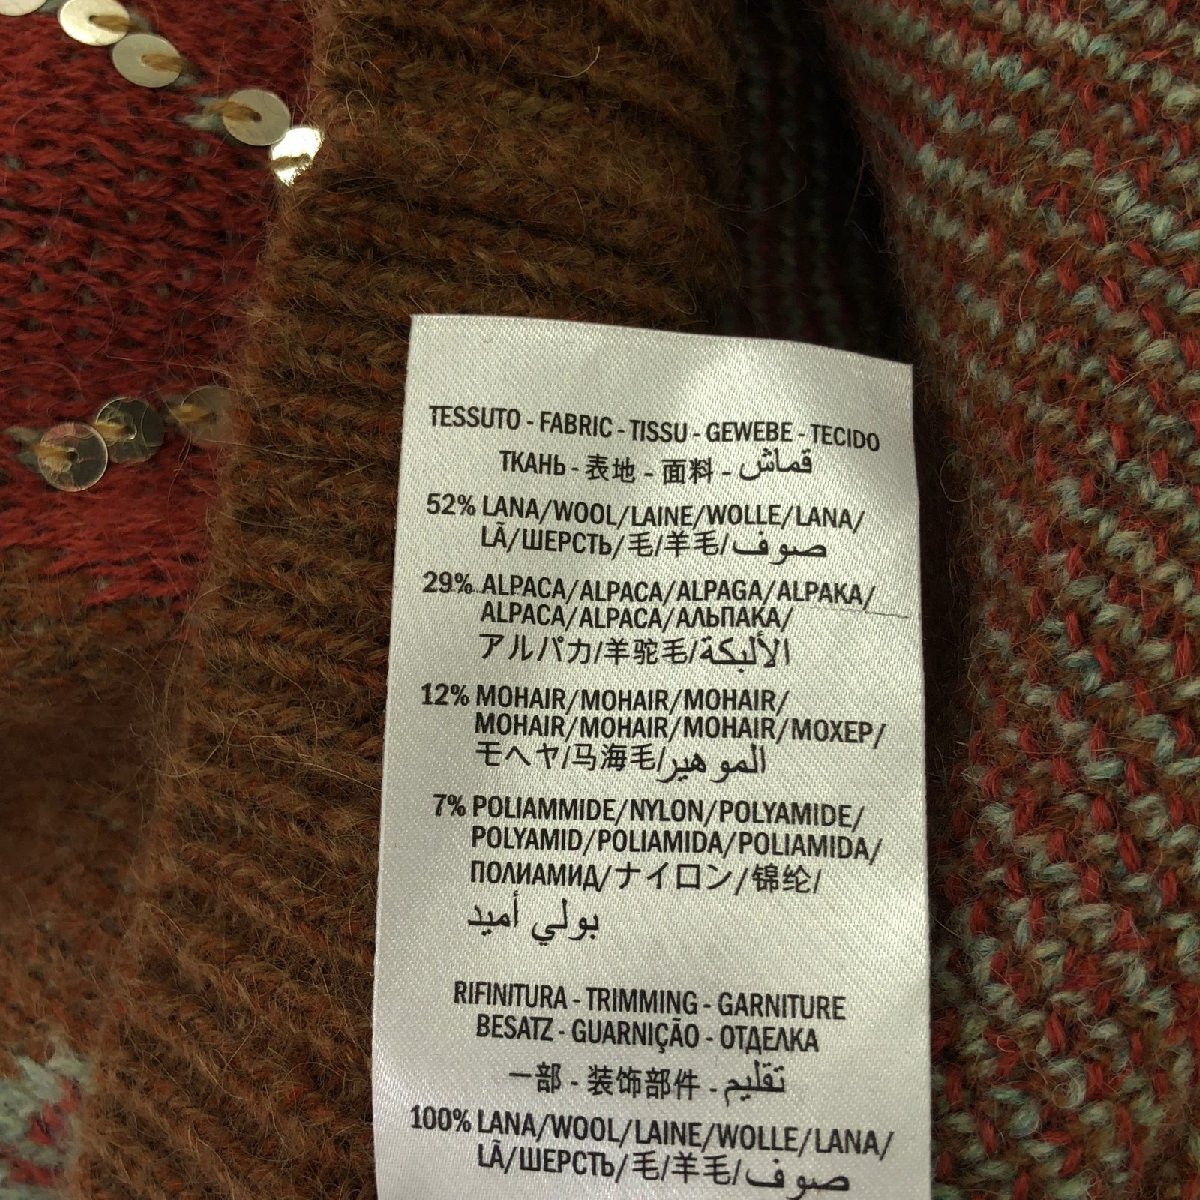 TESSUTO - FABRIC - TISSU - GEWEBE - TECIDO
ТКАНЬ - 表地 - 面料 - قماش
52% LANA/WOOL/LAINE/WOLLE/LANA/
LÃ/ШЕРСТЬ/毛/羊毛/صوف
29% ALPACA/ALPACA/ALPAGA/ALPAKA/
ALPACA/ALPACA/АЛЬПАКА/
アルパカ/羊驼毛/الألبكة
12% MOHAIR/MOHAIR/MOHAIR/
MOHAIR/MOHAIR/MOHAIR/МОХЕР/
モヘヤ/马海毛/الموهير
7% POLIAMMIDE/NYLON/POLYAMIDE/
POLYAMID/POLIAMIDA/POLIAMIDA/
ПОЛИАМИД/ナイロン/锦纶/
بولي أميد
RIFINITURA - TRIMMING - GARNITURE
BESATZ - GUARNIÇÃO - ОТДЕЛКА
一部 - 装饰部件 - تقليم
100% LANA/WOOL/LAINE/WOLLE/LANA/
LÃ/ШЕРСТЬ/毛/羊毛/صوف